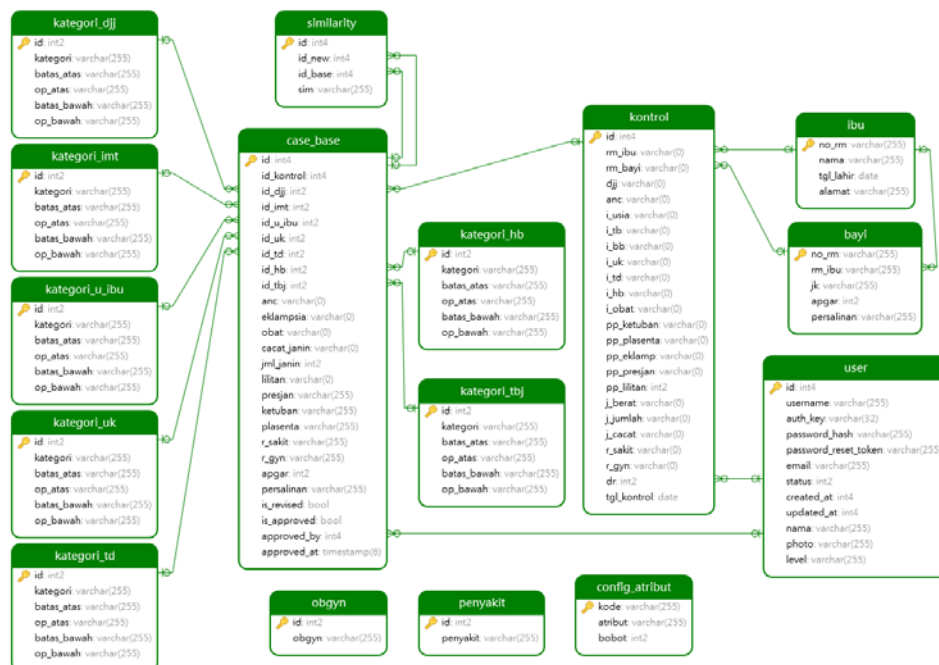 kategori_djj
id: int2
kategori: varchar(255)
batas_atas: varchar(255)
op_atas: varchar(255)
batas_bawah: varchar(255)
op_bawah: varchar(255)
kategori_imt
id: int2
kategori: varchar(255)
batas_atas: varchar(255)
op_atas: varchar(255)
batas_bawah: varchar(255)
op_bawah: varchar(255)
kategori_u_ibu
id: int2
kategori: varchar(255)
batas_atas: varchar(255)
op_atas: varchar(255)
batas_bawah: varchar(255)
op_bawah: varchar(255)
kategori_uk
id: int2
kategori: varchar(255)
batas_atas: varchar(255)
op_atas: varchar(255)
batas_bawah: varchar(255)
op_bawah: varchar(255)
kategori_td
id: int2
kategori: varchar(255)
batas_atas: varchar(255)
op_atas: varchar(255)
batas_bawah: varchar(255)
op_bawah: varchar(255)
similarity
id: int4
id_new: int4
id_base: int4
sim: varchar(255)
case_base
id: int4
id_kontrol: int4
id_djj: int2
id_imt: int2
id_u_ibu: int2
id_uk: int2
id_td: int2
id_hb: int2
id_tbj: int2
anc: varchar(0)
eklampsia: varchar(0)
obat: varchar(0)
cacat_janin: varchar(0)
jml_janin: int2
lilitan: varchar(0)
presjan: varchar(255)
ketuban: varchar(255)
plasenta: varchar(255)
r_sakit: varchar(255)
r_gyn: varchar(255)
apgar: int2
persalinan: varchar(255)
is_revised: bool
is_approved: bool
approved_by: int4
approved_at: timestamp(6)
kategori_hb
id: int2
kategori: varchar(255)
batas_atas: varchar(255)
op_atas: varchar(255)
batas_bawah: varchar(255)
op_bawah: varchar(255)
kategori_tbj
id: int2
kategori: varchar(255)
batas_atas: varchar(255)
op_atas: varchar(255)
batas_bawah: varchar(255)
op_bawah: varchar(255)
kontrol
id: int4
rm_ibu: varchar(0)
rm_bayi: varchar(0)
djj: varchar(0)
anc: varchar(0)
i_usia: varchar(0)
i_tb: varchar(0)
i_bb: varchar(0)
i_uk: varchar(0)
i_td: varchar(0)
i_hb: varchar(0)
i_obat: varchar(0)
pp_ketuban: varchar(0)
pp_plasenta: varchar(0)
pp_eklamp: varchar(0)
pp_presjan: varchar(0)
pp_lilitan: int2
j_berat: varchar(0)
j_jumlah: varchar(0)
j_cacat: varchar(0)
r_sakit: varchar(0)
r_gyn: varchar(0)
dr: int2
tgl_kontrol: date
ibu
no_rm: varchar(255)
nama: varchar(255)
tgl_lahir: date
alamat: varchar(255)
bayi
no_rm: varchar(255)
rm_ibu: varchar(255)
jk: varchar(255)
apgar: int2
persalinan: varchar(255)
user
id: int4
username: varchar(255)
auth_key: varchar(32)
password_hash: varchar(255)
password_reset_token: varchar(255)
email: varchar(255)
status: int2
created_at: int4
updated_at: int4
nama: varchar(255)
photo: varchar(255)
level: varchar(255)
obgyn
id: int2
obgyn: varchar(255)
penyakit
id: int2
penyakit: varchar(255)
config_atribut
kode: varchar(255)
atribut: varchar(255)
bobot: int2